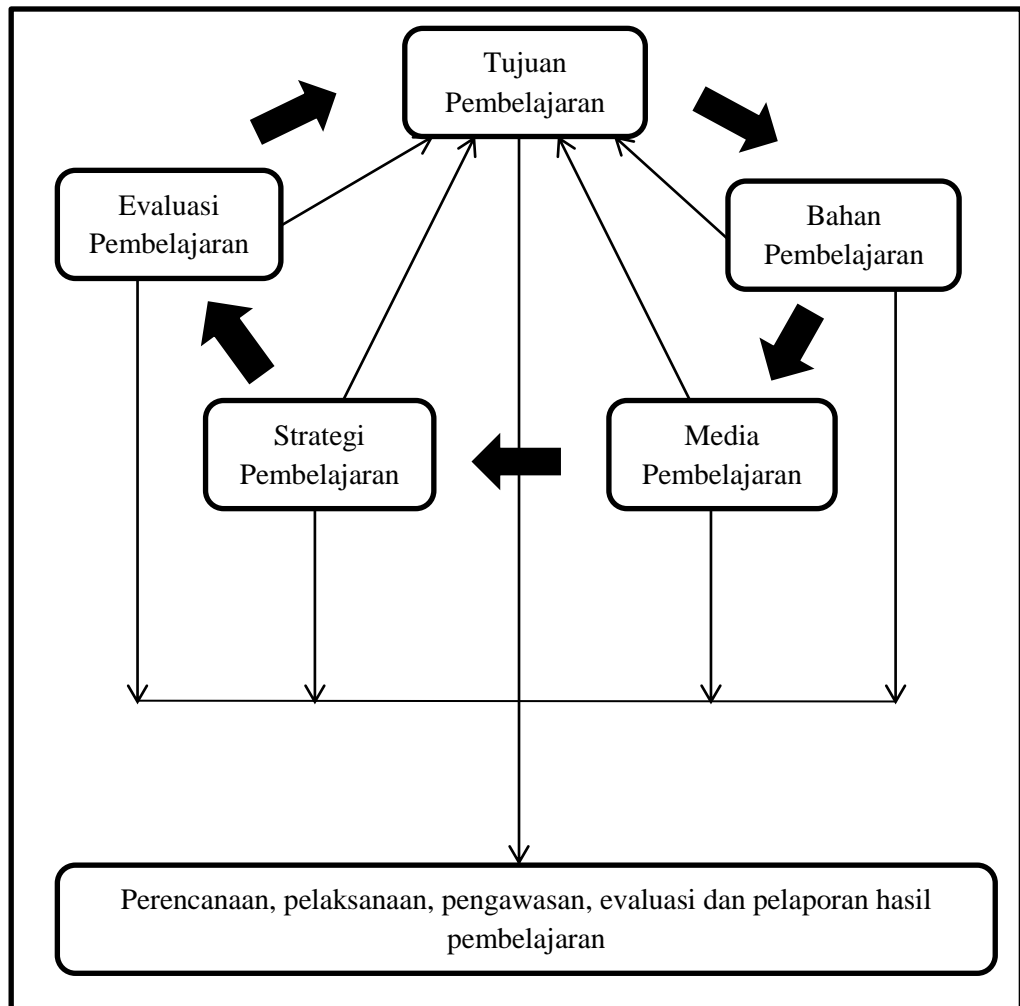 Tujuan
Pembelajaran
Evaluasi
Pembelajaran
Bahan
Pembelajaran
Strategi
Pembelajaran
Media
Pembelajaran
Perencanaan, pelaksanaan, pengawasan, evaluasi dan pelaporan hasil
pembelajaran